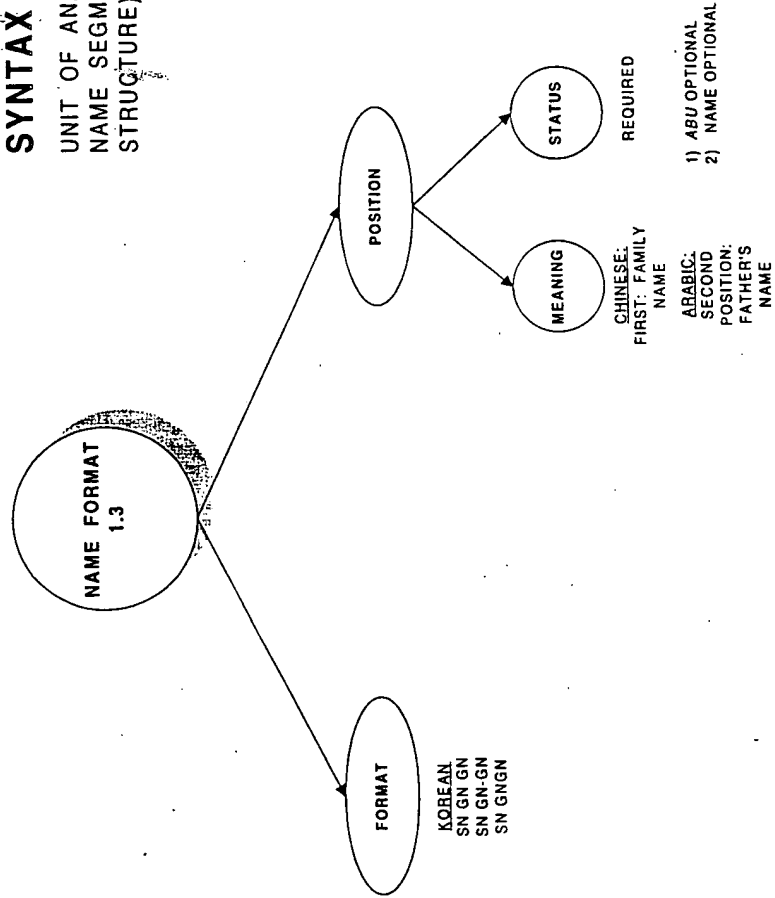 SYNTAX
UNIT OF AN
NAME SEGM
STRUCTURE)
NAME FORMAT
1.3
FORMAT
POSITION
KOREAN
SN GN GN
SN GN-GN
SN GNGN
MEANING
STATUS
CHINESE:
FIRST: FAMILY
NAME
ARABIC:
SECOND
POSITION:
FATHER'S
NAME
REQUIRED
1) ABU OPTIONAL
2) NAME OPTIONAL